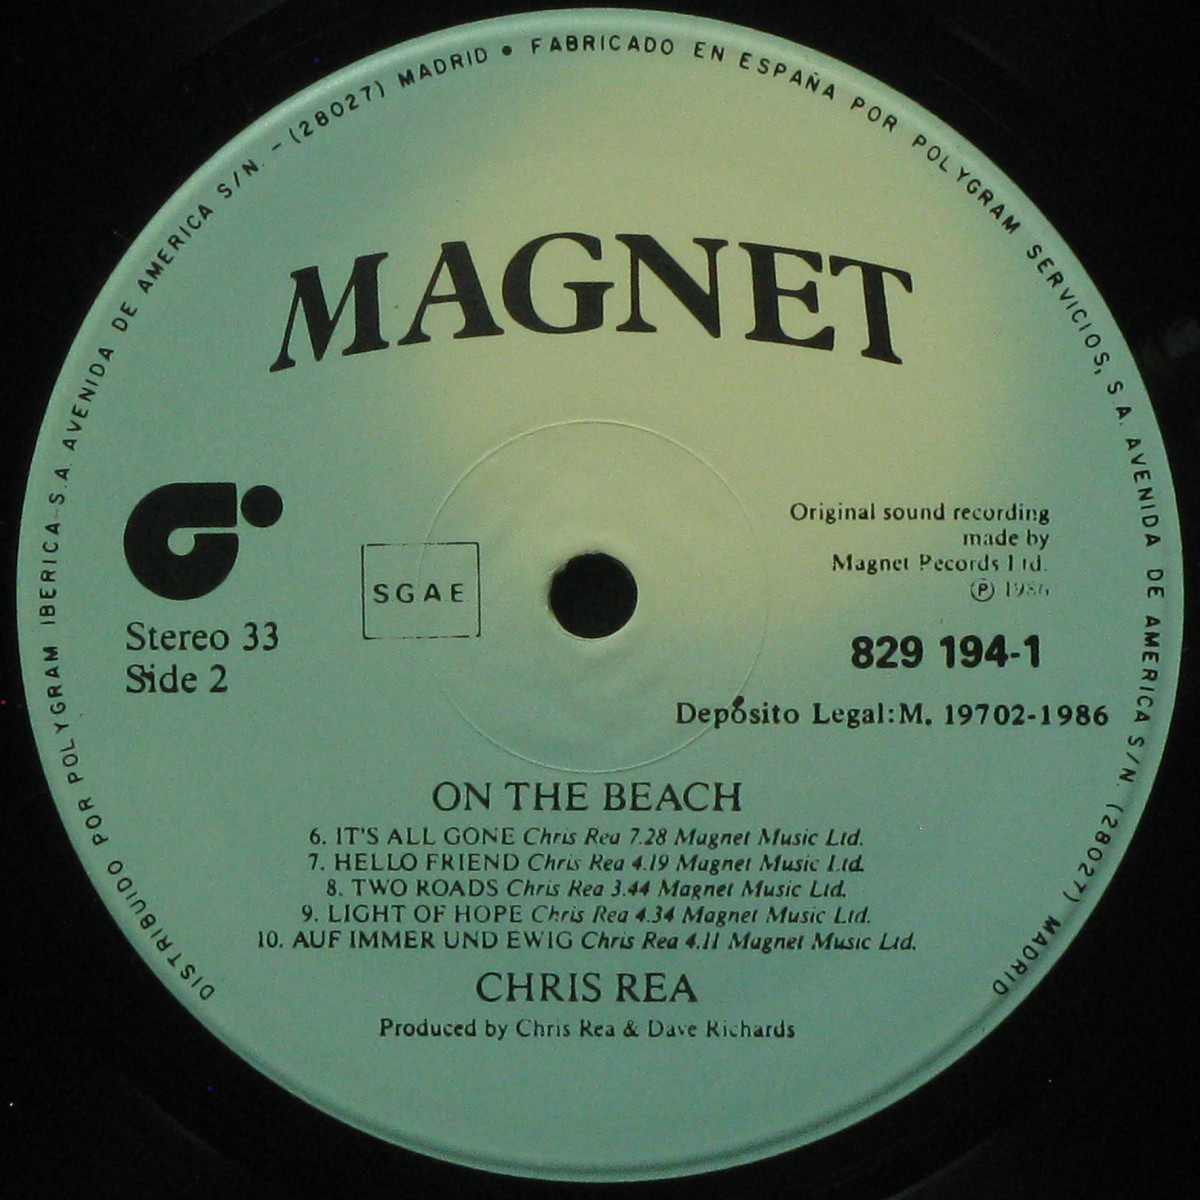 DISTRIBUIDO POR POLYGRAM IBERICA-S.A. AVENIDA DE AMERICA S/N. - (28027) MADRID • FABRICADO EN ESPAÑA POR POLYGRAM SERVICIOS, S.A. AVENIDA DE AMERICA S/N. (28027) MADRID
MAGNET
Original sound recording
made by
Magnet Records Ltd.
℗ 1986
SGAE
Stereo 33
Side 2
829 194-1
Depósito Legal: M. 19702-1986
ON THE BEACH
6. IT'S ALL GONE Chris Rea 7.28 Magnet Music Ltd.
7. HELLO FRIEND Chris Rea 4.19 Magnet Music Ltd.
8. TWO ROADS Chris Rea 3.44 Magnet Music Ltd.
9. LIGHT OF HOPE Chris Rea 4.34 Magnet Music Ltd.
10. AUF IMMER UND EWIG Chris Rea 4.11 Magnet Music Ltd.
CHRIS REA
Produced by Chris Rea & Dave Richards